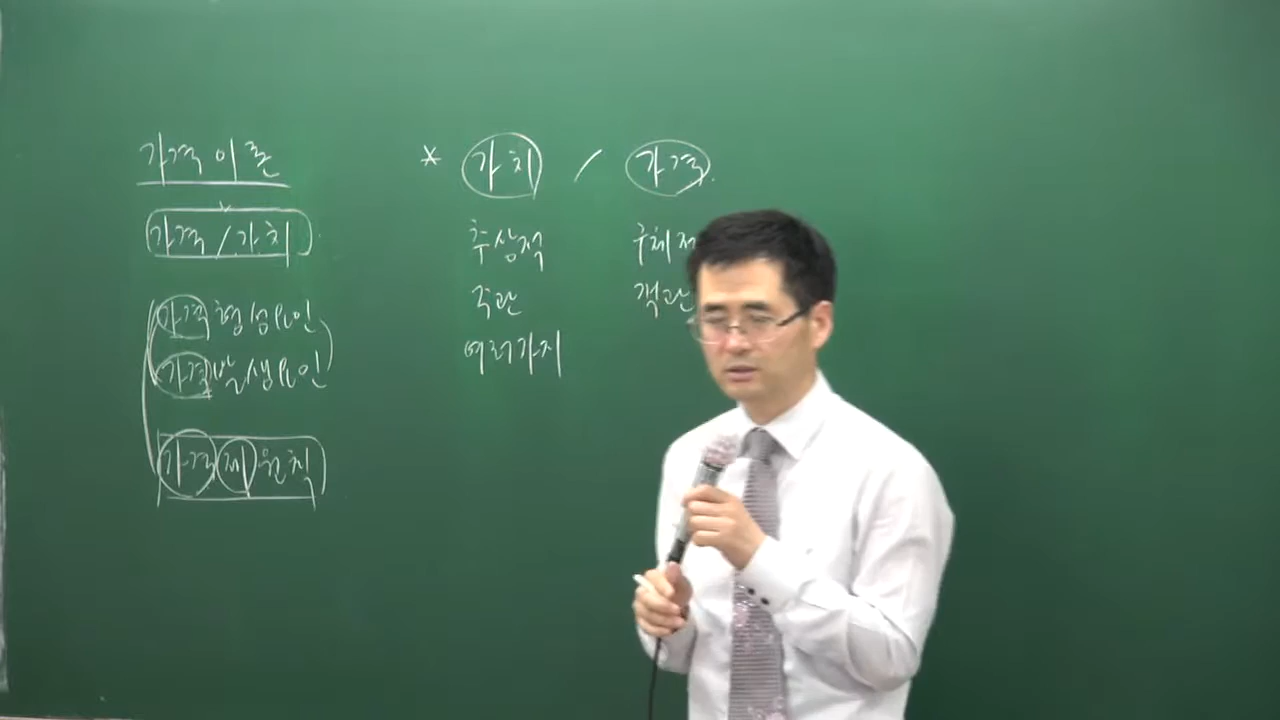 가격이론
가격/가치
가격형성요인
가격발생요인
가격제원칙
* 가치 / 가격
추상적 구체적
주관 객관
여러가지